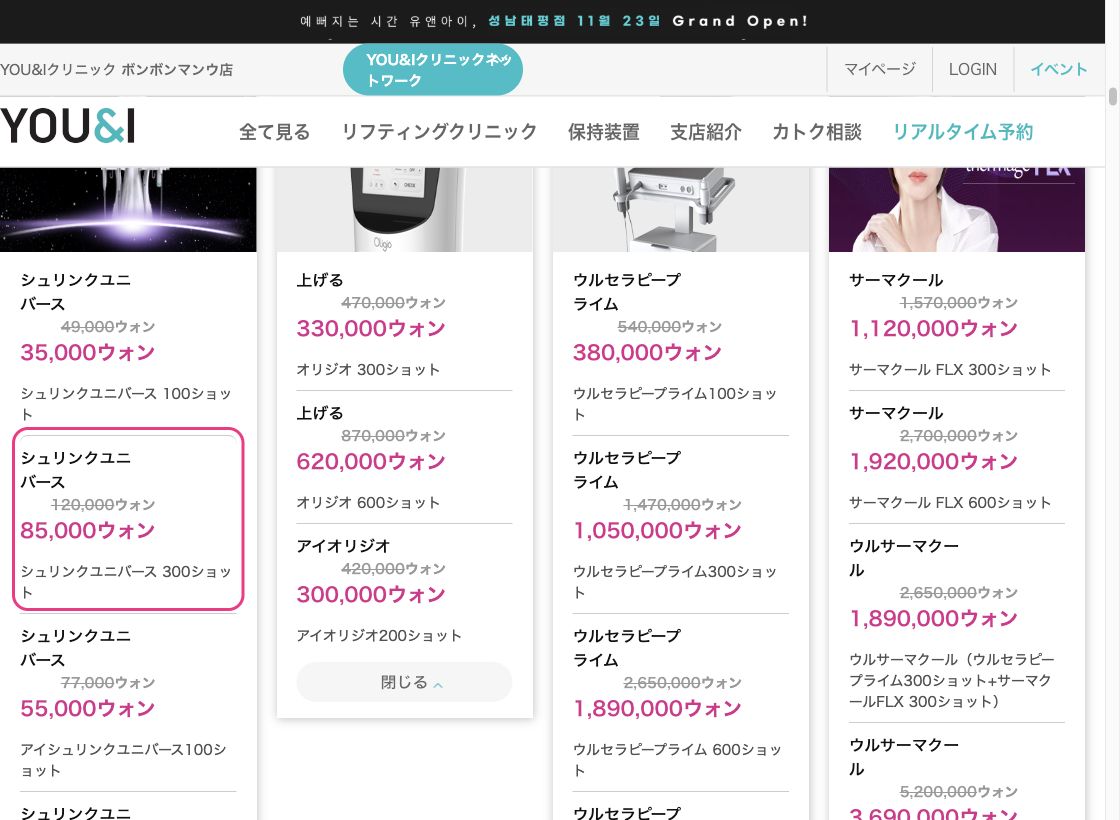 예뻐지는 시간 유앤아이, 성남태평점 11월 23일 Grand Open!
YOU&Iクリニック ボンボンマンウ店
YOU&Iクリニックネッ
トワーク
マイページ
LOGIN
イベント
YOU&I
全て見る
リフティングクリニック
保持装置
支店紹介
カトク相談
リアルタイム予約
シュリンクユニ
バース
49,000ウォン
35,000ウォン
シュリンクユニバース 100ショッ
ト
シュリンクユニ
バース
120,000ウォン
85,000ウォン
シュリンクユニバース 300ショッ
ト
シュリンクユニ
バース
77,000ウォン
55,000ウォン
アイシュリンクユニバース100シ
ョット
シュリンクユニ
Oligio
上げる
470,000ウォン
330,000ウォン
オリジオ 300ショット
上げる
870,000ウォン
620,000ウォン
オリジオ 600ショット
アイオリジオ
420,000ウォン
300,000ウォン
アイオリジオ200ショット
閉じる
ウルセラピープ
ライム
540,000ウォン
380,000ウォン
ウルセラピープライム100ショッ
ト
ウルセラピープ
ライム
1,470,000ウォン
1,050,000ウォン
ウルセラピープライム300ショッ
ト
ウルセラピープ
ライム
2,650,000ウォン
1,890,000ウォン
ウルセラピープライム 600ショッ
ト
ウルセラピープ
thermage FLX
サーマクール
1,570,000ウォン
1,120,000ウォン
サーマクール FLX 300ショット
サーマクール
2,700,000ウォン
1,920,000ウォン
サーマクール FLX 600ショット
ウルサーマクー
ル
2,650,000ウォン
1,890,000ウォン
ウルサーマクール（ウルセラピー
プライム300ショット+サーマク
ールFLX 300ショット）
ウルサーマクー
ル
5,200,000ウォン
3,690,000ウォン